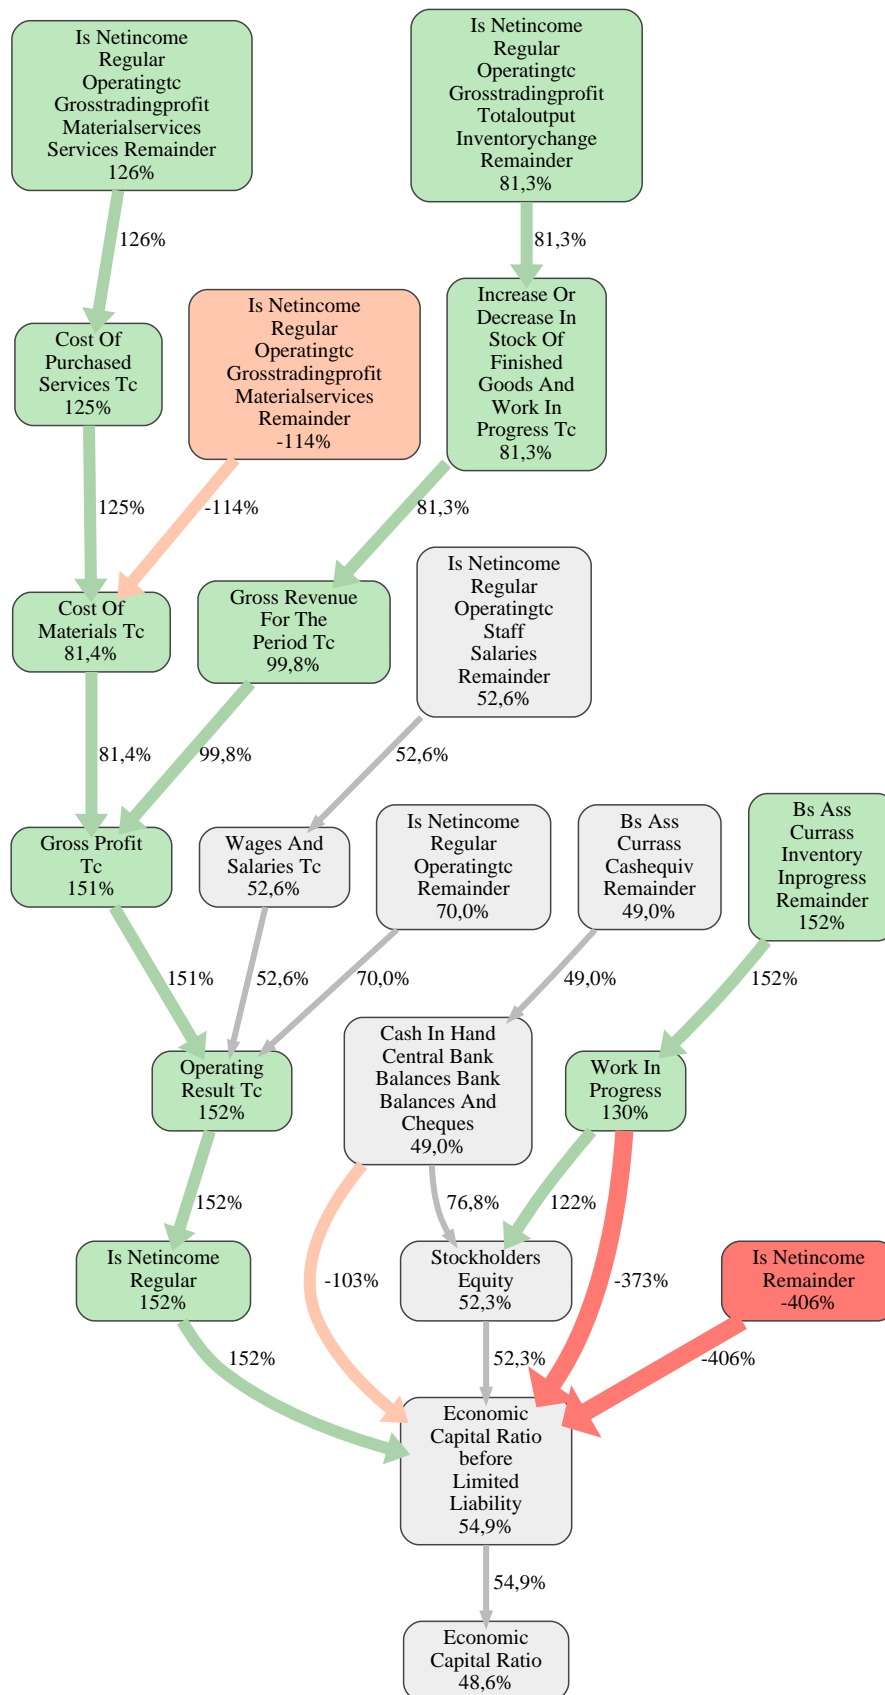 Is Netincome
Regular
Operatingtc
Grosstradingprofit
Materialservices
Services Remainder
126%
Is Netincome
Regular
Operatingtc
Grosstradingprofit
Totaloutput
Inventorychange
Remainder
81,3%
126%
81,3%
Cost Of
Purchased
Services Tc
125%
Is Netincome
Regular
Operatingtc
Grosstradingprofit
Materialservices
Remainder
-114%
Increase Or
Decrease In
Stock Of
Finished
Goods And
Work In
Progress Tc
81,3%
125%
-114%
81,3%
Cost Of
Materials Tc
81,4%
Gross Revenue
For The
Period Tc
99,8%
Is Netincome
Regular
Operatingtc
Staff
Salaries
Remainder
52,6%
81,4%
99,8%
52,6%
Gross Profit
Tc
151%
Wages And
Salaries Tc
52,6%
Is Netincome
Regular
Operatingtc
Remainder
70,0%
Bs Ass
Currass
Cashequiv
Remainder
49,0%
Bs Ass
Currass
Inventory
Inprogress
Remainder
152%
151%
52,6%
70,0%
49,0%
152%
Operating
Result Tc
152%
Cash In Hand
Central Bank
Balances Bank
Balances And
Cheques
49,0%
Work In
Progress
130%
152%
76,8%
122%
Is Netincome
Regular
152%
-103%
Stockholders
Equity
52,3%
-373%
Is Netincome
Remainder
-406%
152%
52,3%
-406%
Economic
Capital Ratio
before
Limited
Liability
54,9%
54,9%
Economic
Capital Ratio
48,6%